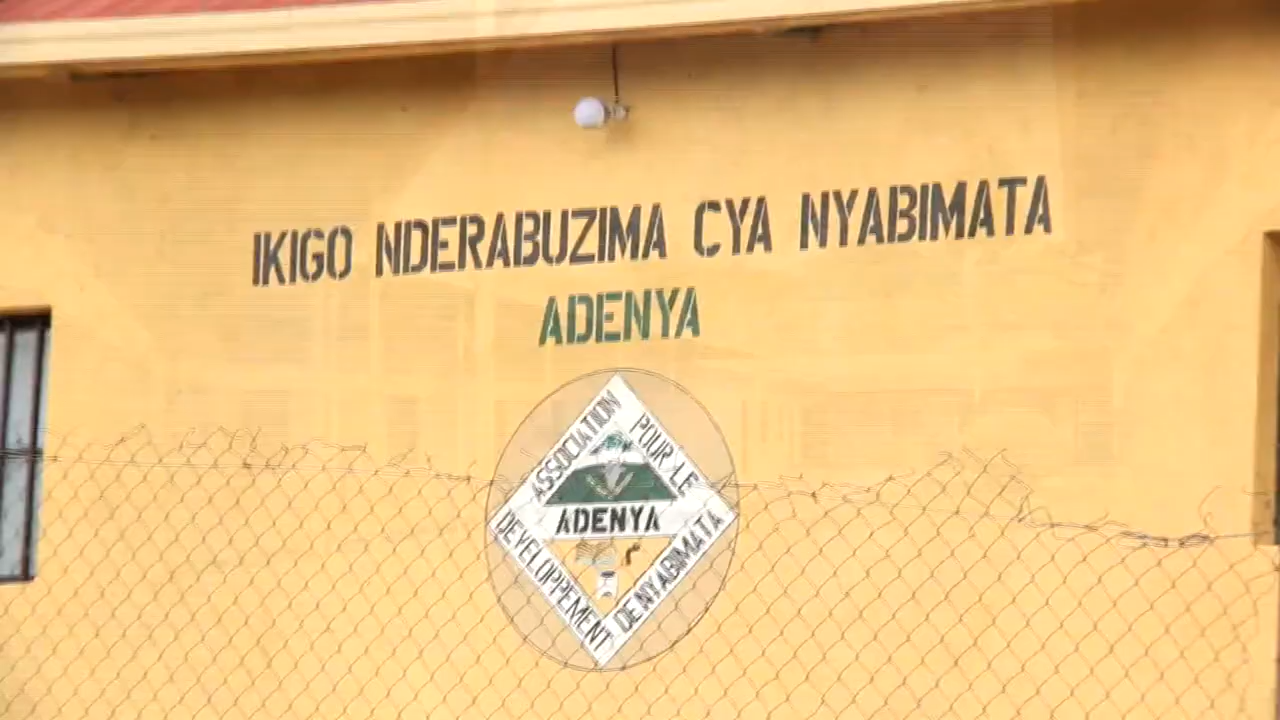 IKIGO NDERABUZIMA CYA NYABIMATA
ADENYA
ASSOCIATION
POUR LE
ADENYA
DEVELOPPEMENT
DE NYABIMATA